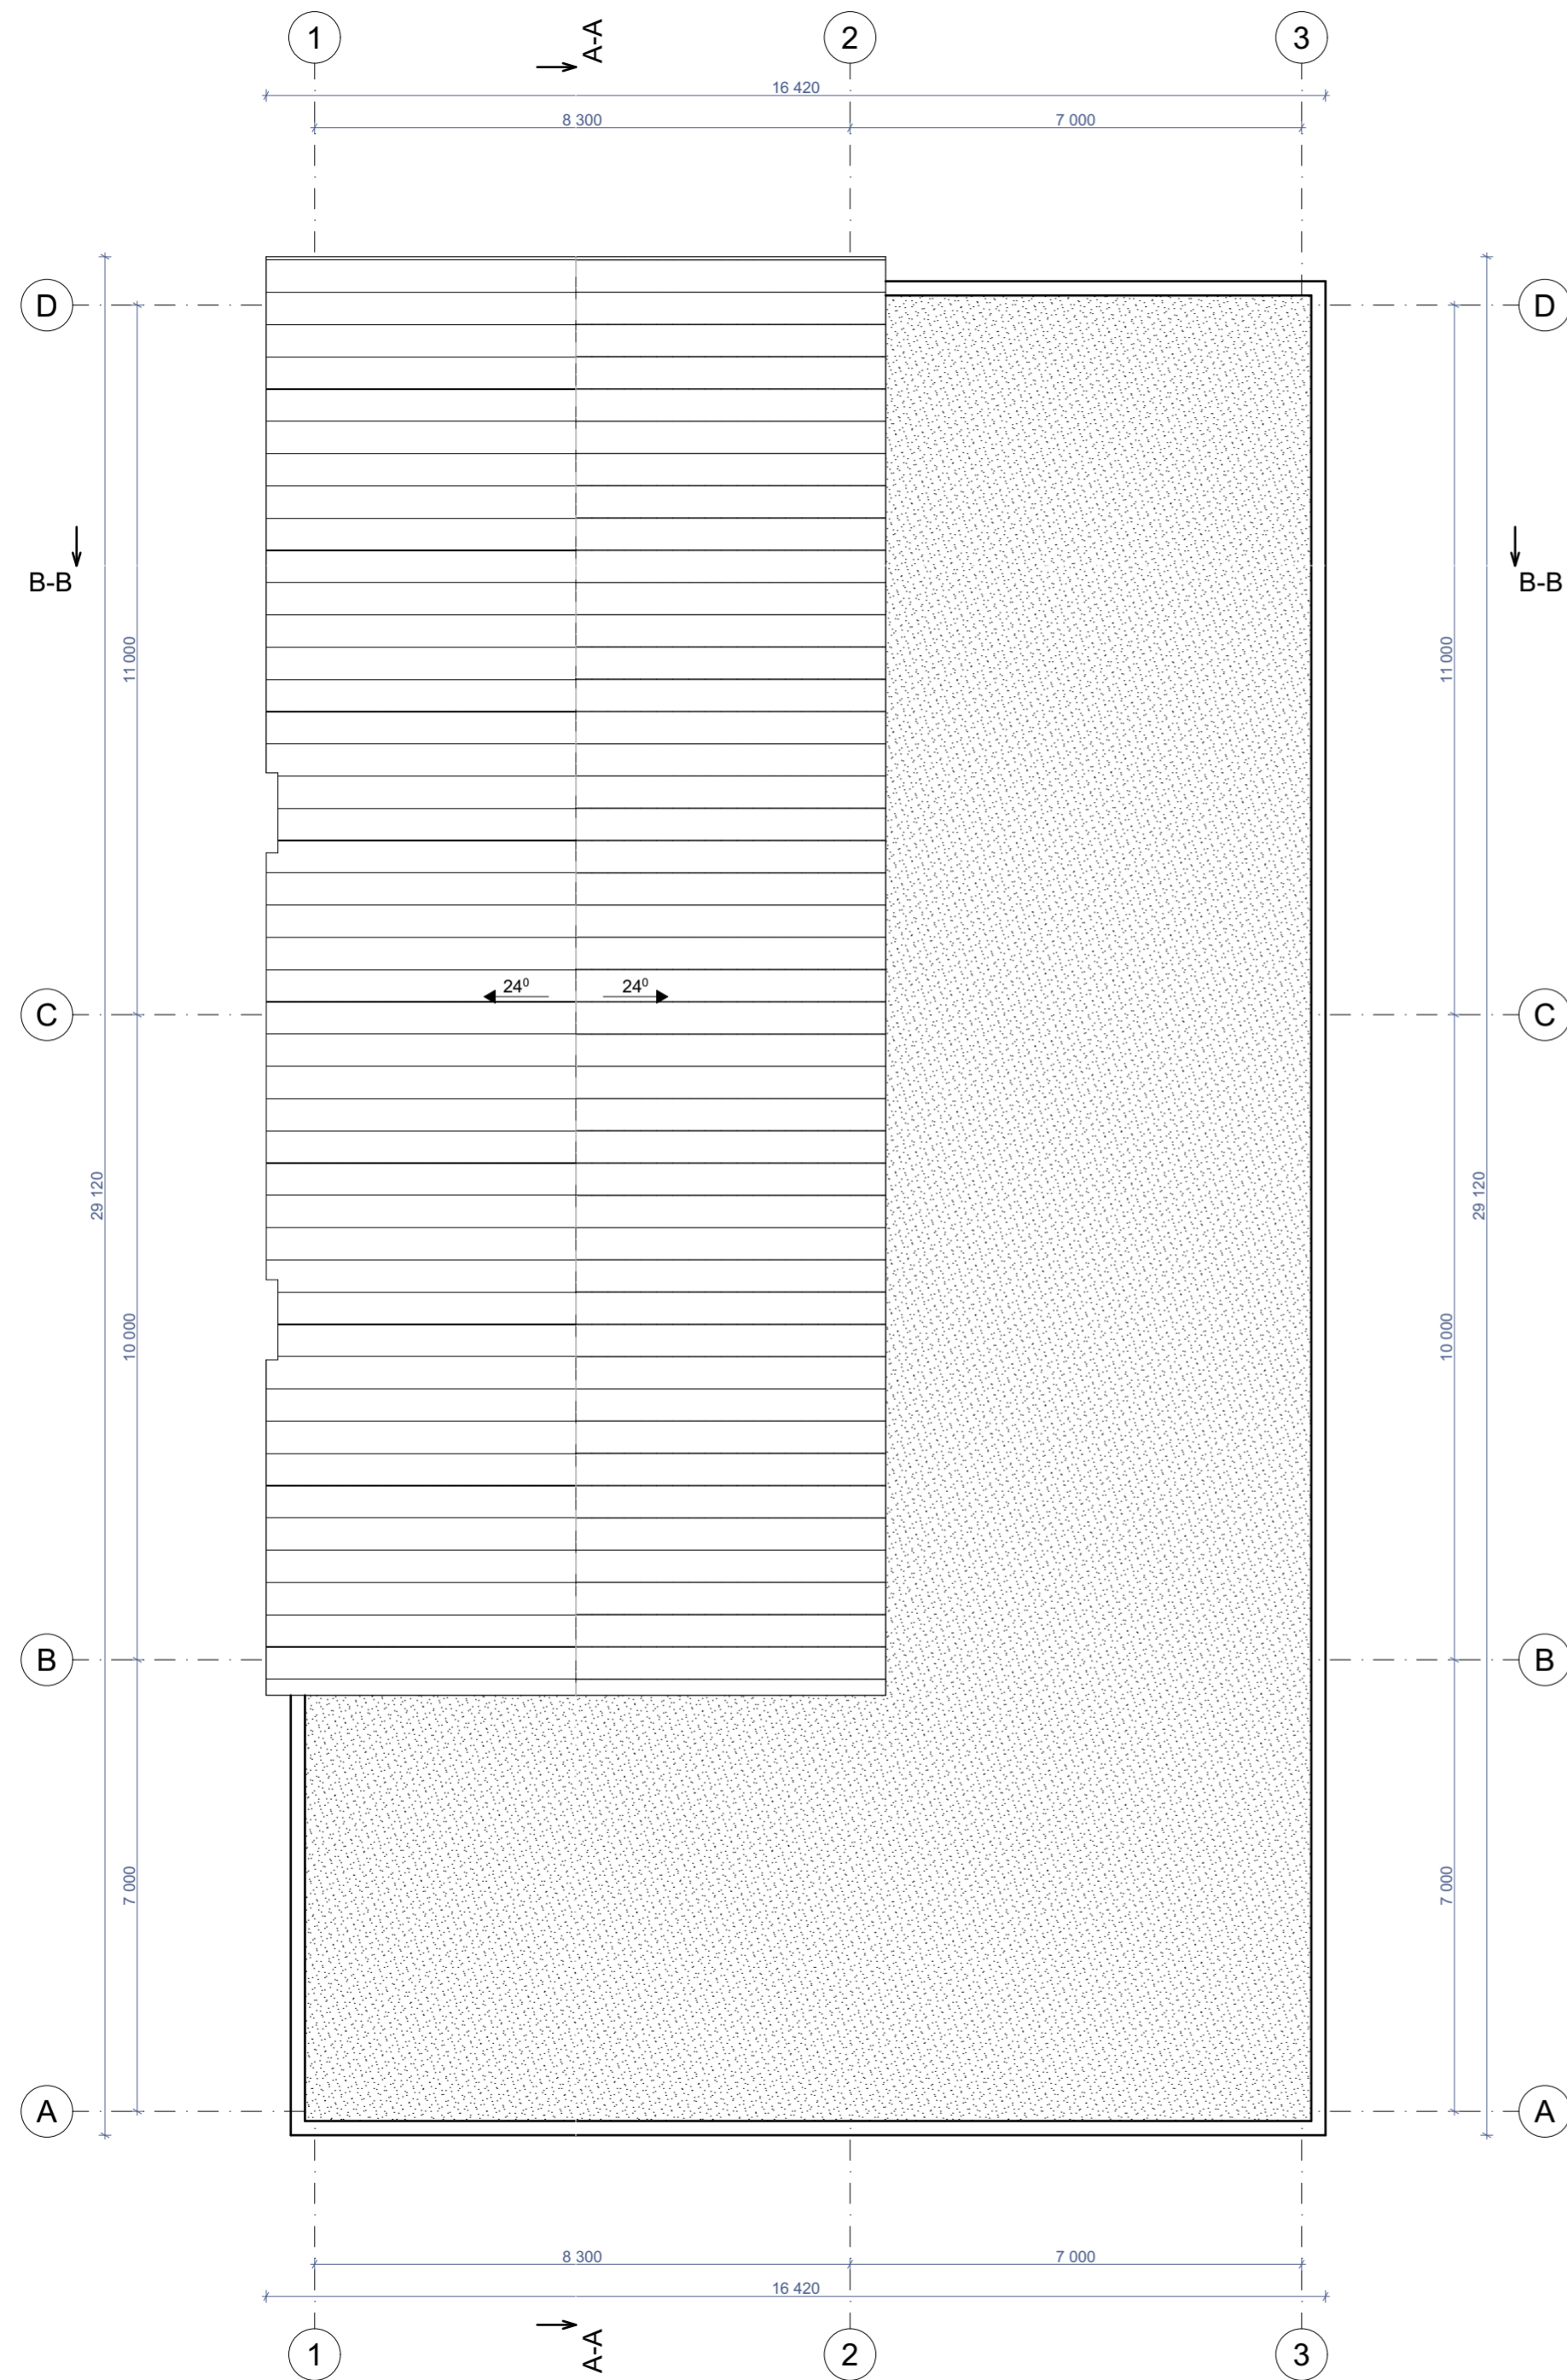 1 A-A 2 3
16 420
8 300 7 000
D D
B-B B-B
11 000 11 000
24⁰ 24⁰
C C
29 120 29 120
10 000 10 000
B B
7 000 7 000
A A
8 300 7 000
16 420
1 A-A 2 3